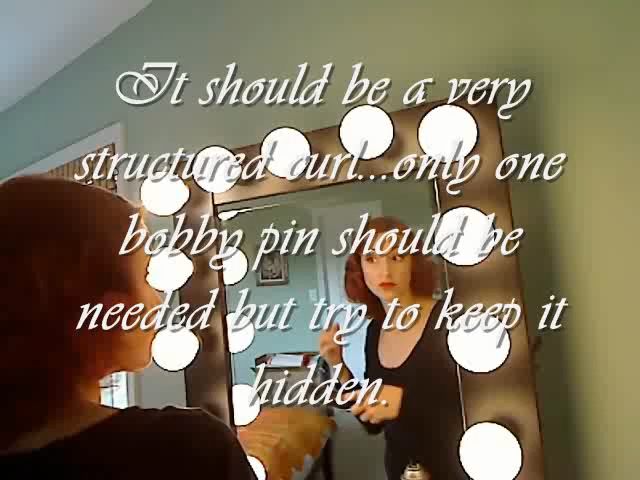 It should be a very
structured curl...only one
bobby pin should be
needed but try to keep it
hidden.